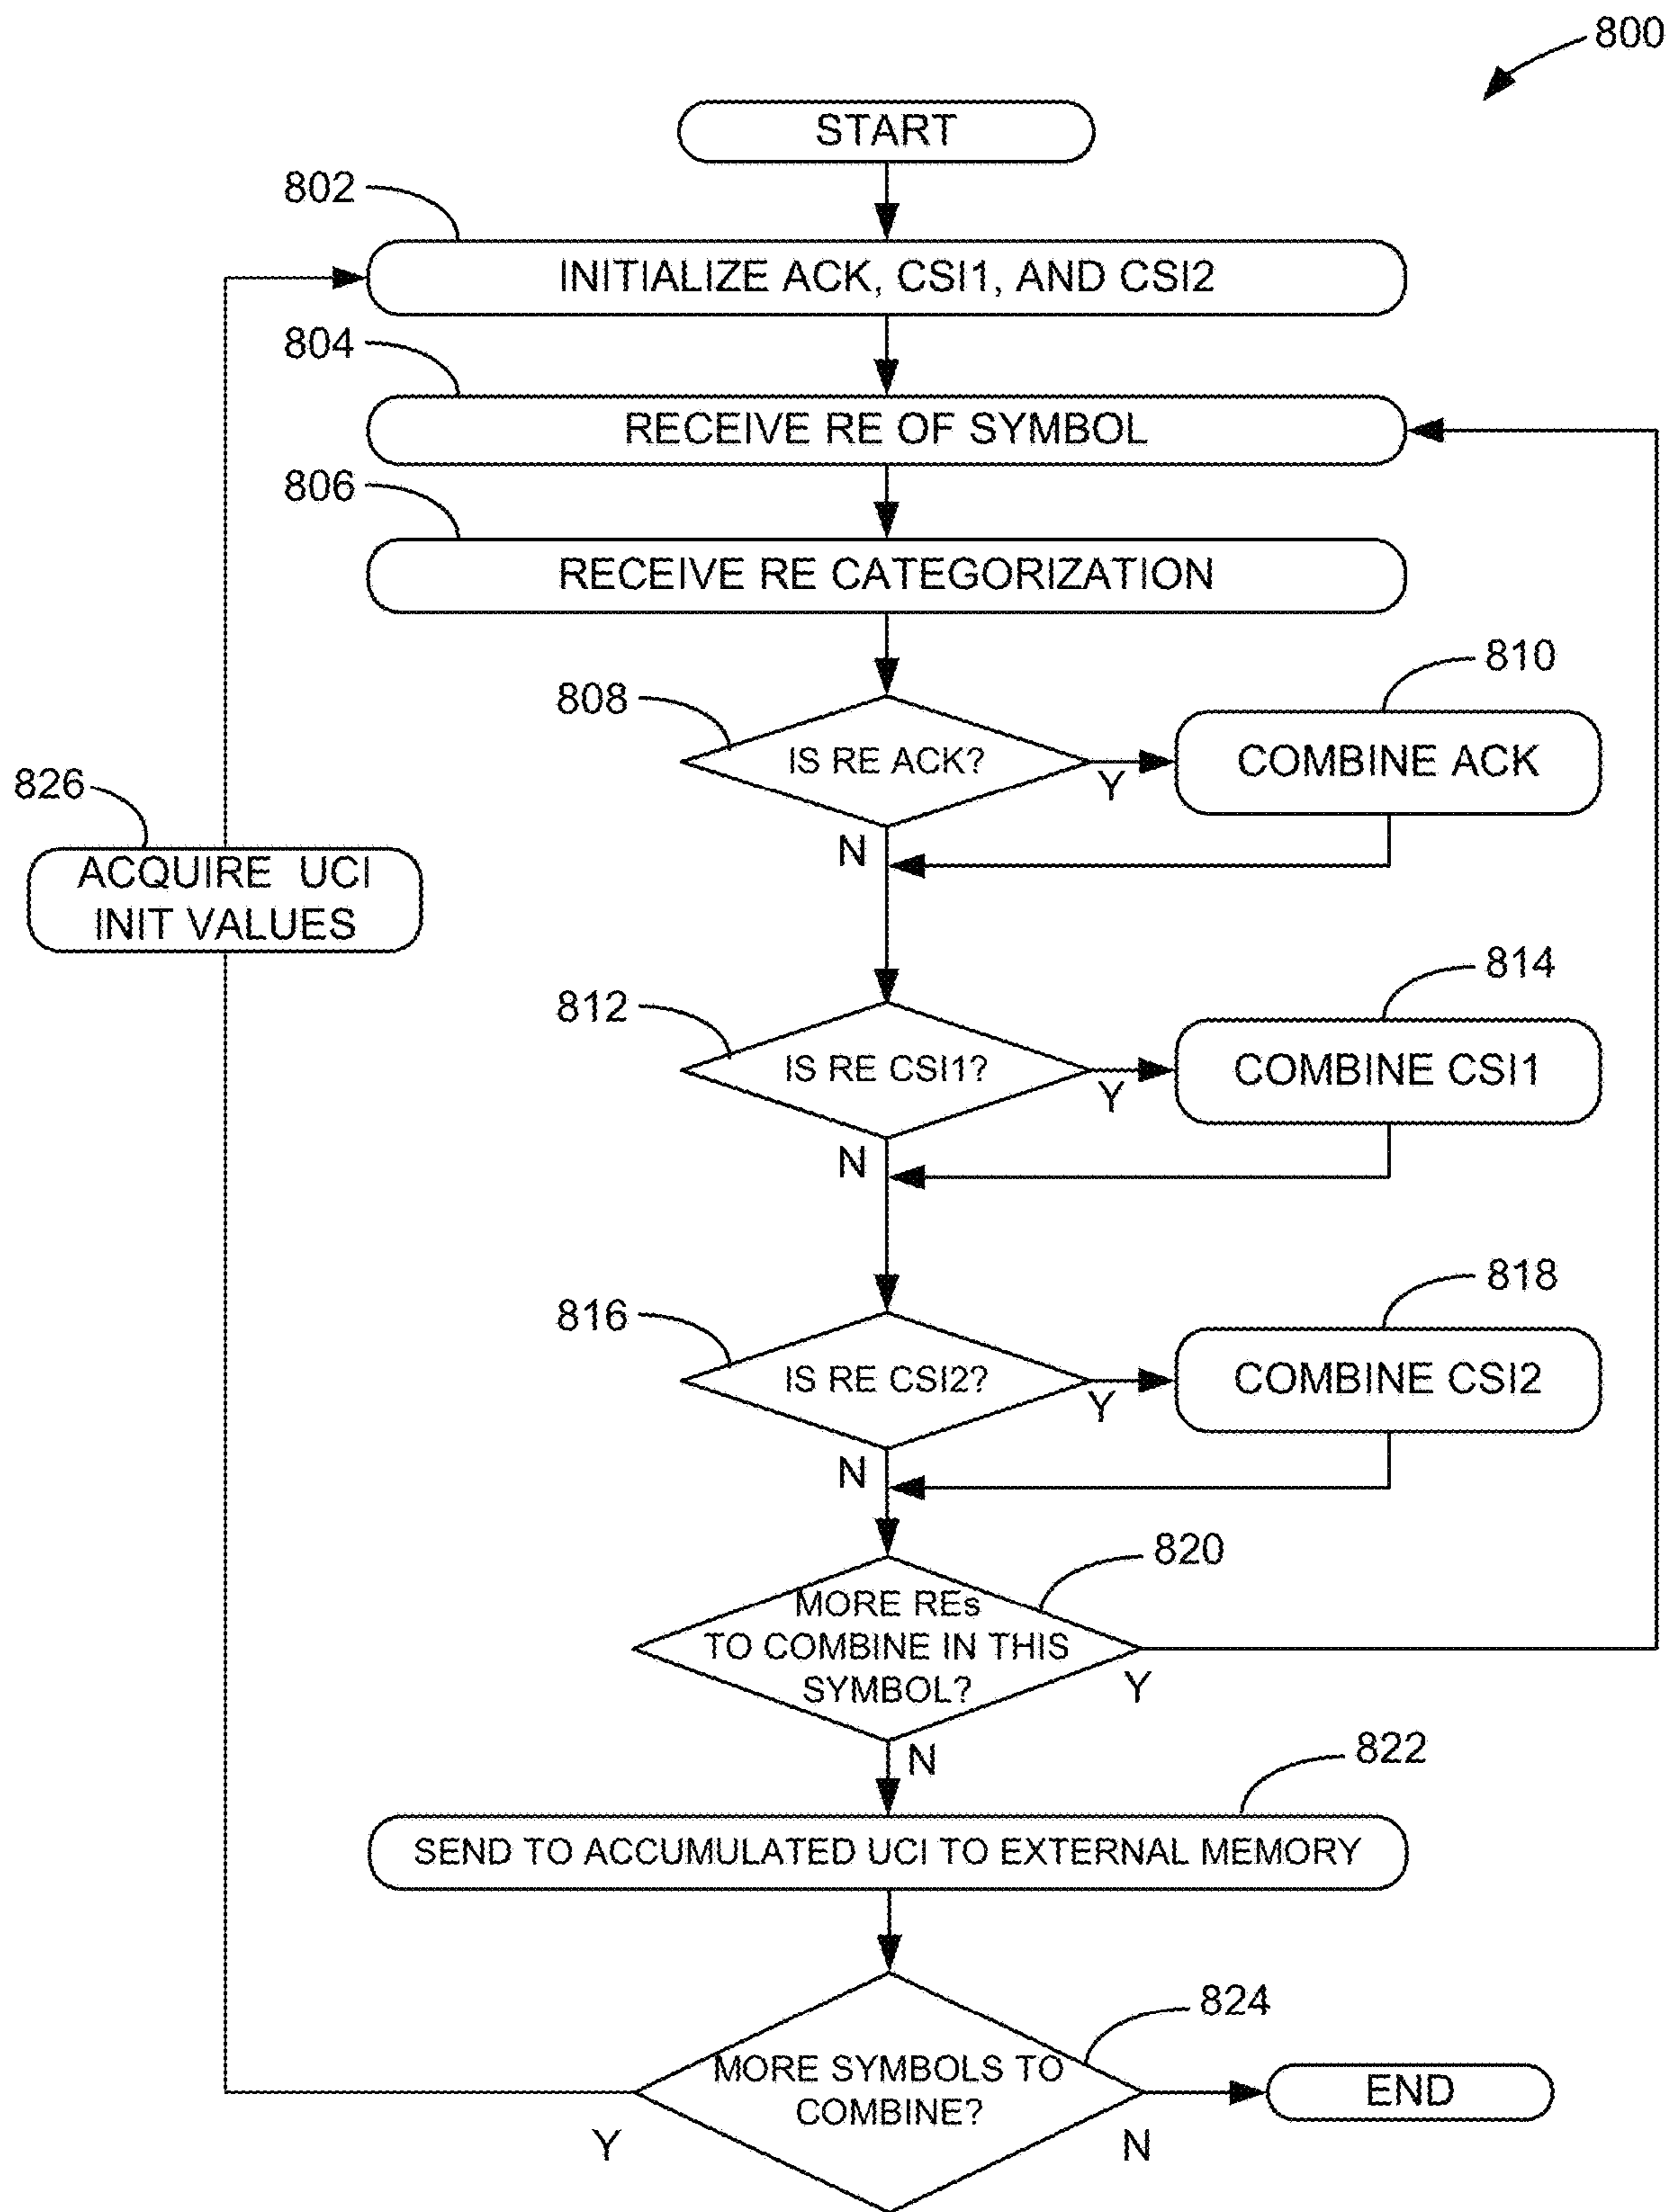 800
START
802
INITIALIZE ACK, CSI1, AND CSI2
804
RECEIVE RE OF SYMBOL
806
RECEIVE RE CATEGORIZATION
808
IS RE ACK?
Y
810
COMBINE ACK
N
826
ACQUIRE UCI
INIT VALUES
812
IS RE CSI1?
Y
814
COMBINE CSI1
N
816
IS RE CSI2?
Y
818
COMBINE CSI2
N
820
MORE REs
TO COMBINE IN THIS
SYMBOL?
Y
N
822
SEND TO ACCUMULATED UCI TO EXTERNAL MEMORY
824
MORE SYMBOLS TO
COMBINE?
Y
N
END